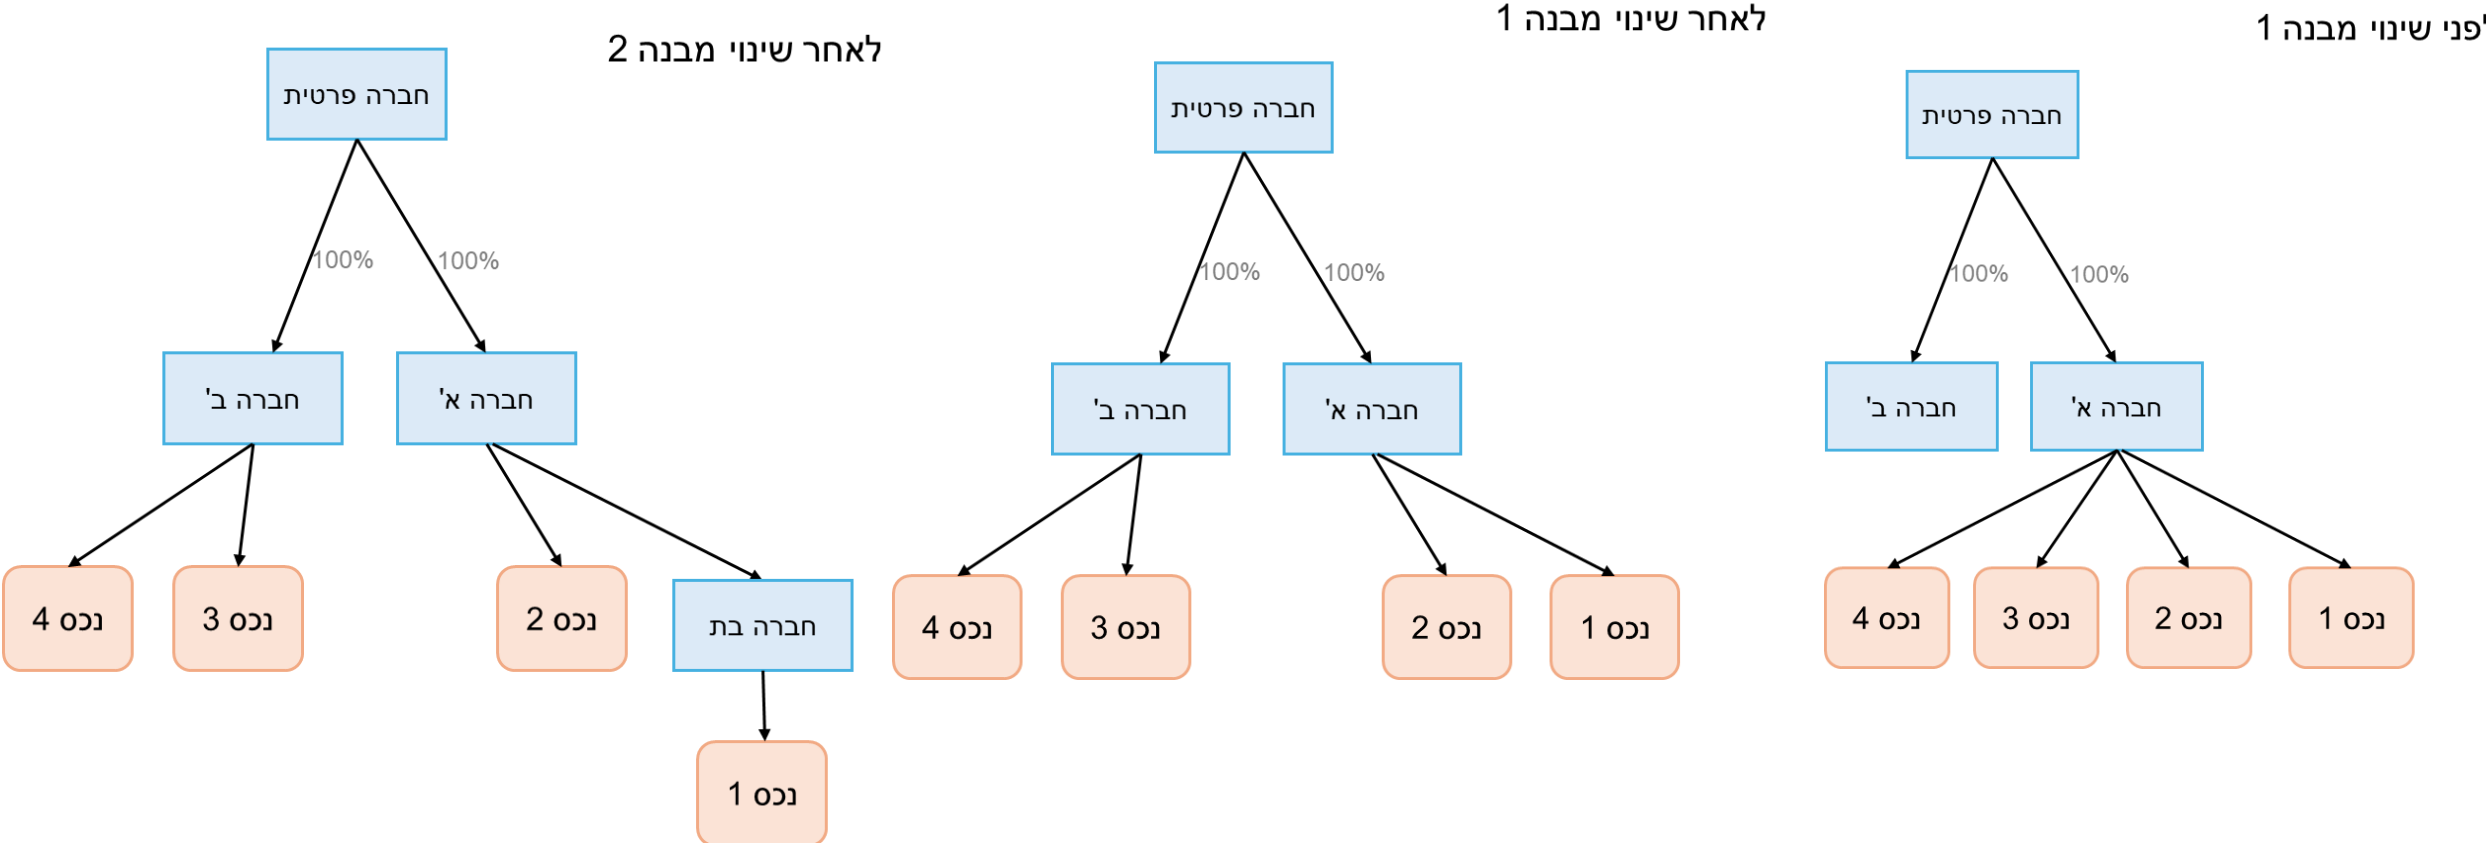 לפני שינוי מבנה 1
חברה פרטית
100%
100%
חברה א'
חברה ב'
נכס 1
נכס 2
נכס 3
נכס 4
לאחר שינוי מבנה 1
חברה פרטית
100%
100%
חברה א'
חברה ב'
נכס 1
נכס 2
נכס 3
נכס 4
לאחר שינוי מבנה 2
חברה פרטית
100%
100%
חברה א'
חברה ב'
חברה בת
נכס 2
נכס 3
נכס 4
נכס 1